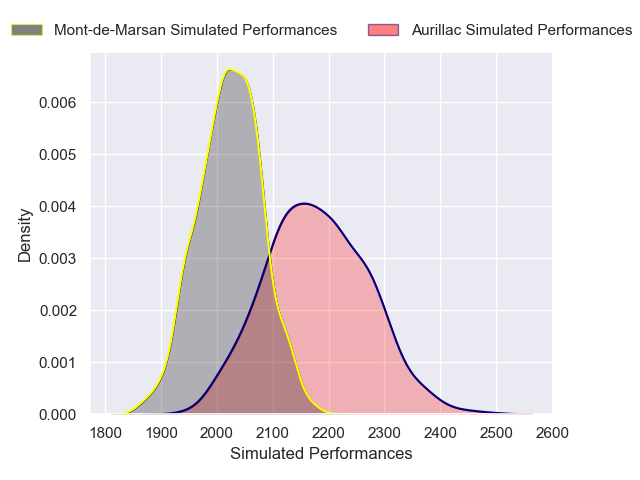 Mont-de-Marsan Simulated Performances
Aurillac Simulated Performances
Density
0.006
0.005
0.004
0.003
0.002
0.001
0.000
1800 1900 2000 2100 2200 2300 2400 2500 2600
Simulated Performances